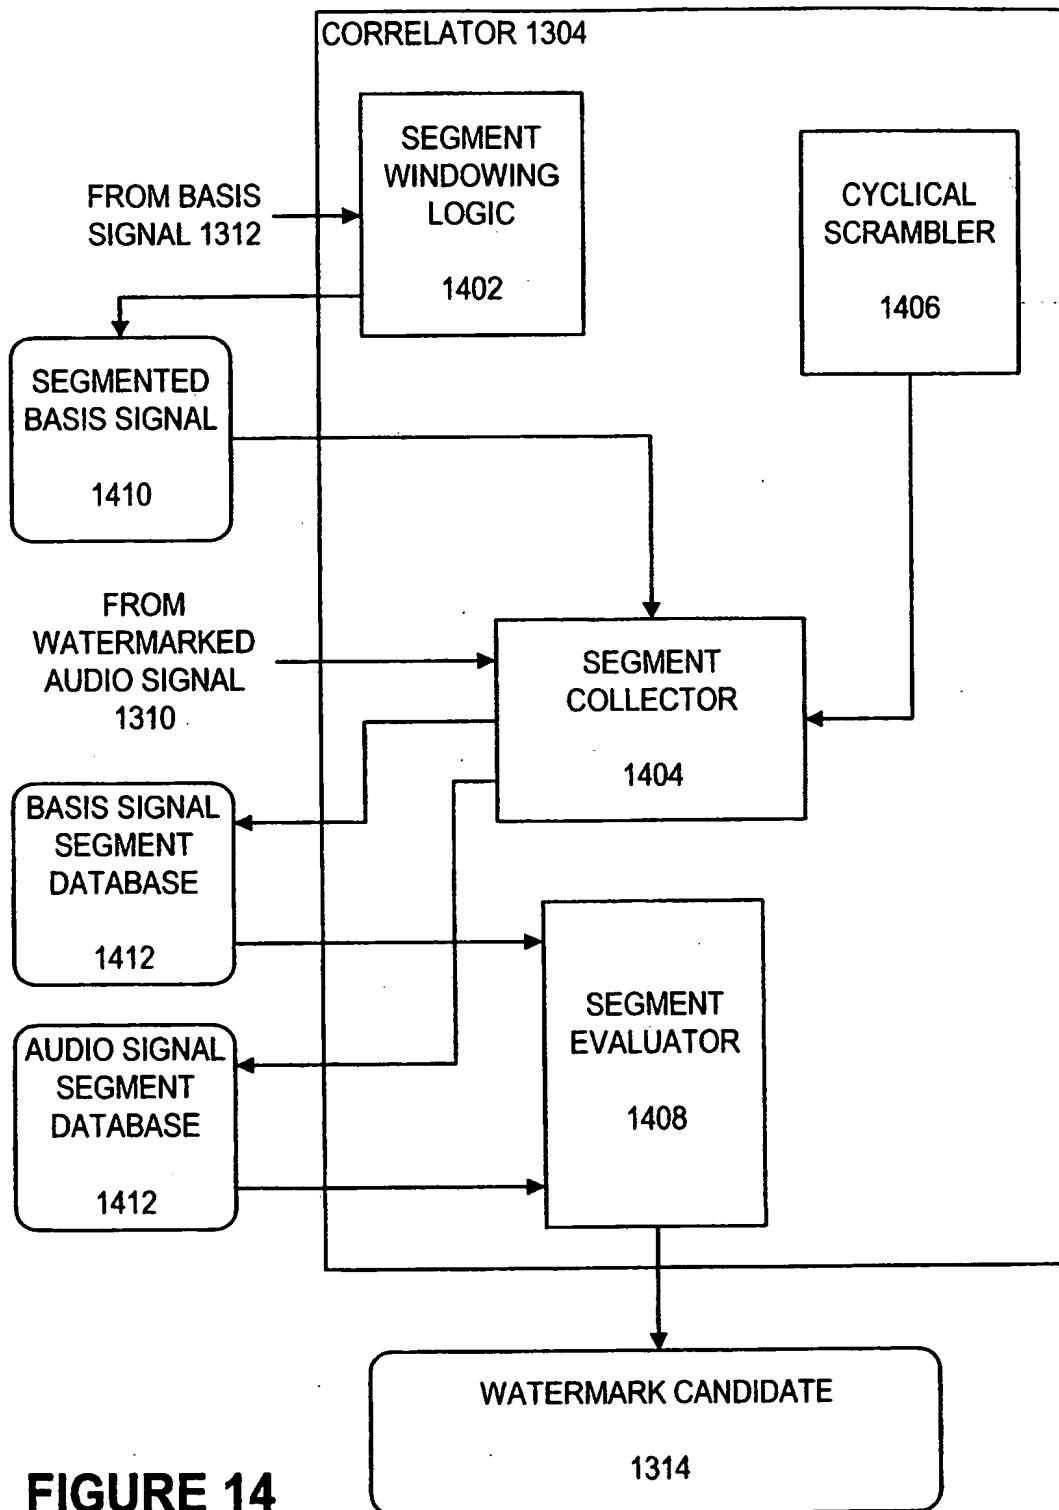 CORRELATOR 1304
SEGMENT
WINDOWING
LOGIC
1402
CYCLICAL
SCRAMBLER
1406
FROM BASIS
SIGNAL 1312
SEGMENTED
BASIS SIGNAL
1410
FROM
WATERMARKED
AUDIO SIGNAL
1310
SEGMENT
COLLECTOR
1404
BASIS SIGNAL
SEGMENT
DATABASE
1412
SEGMENT
EVALUATOR
1408
AUDIO SIGNAL
SEGMENT
DATABASE
1412
WATERMARK CANDIDATE
1314
FIGURE 14